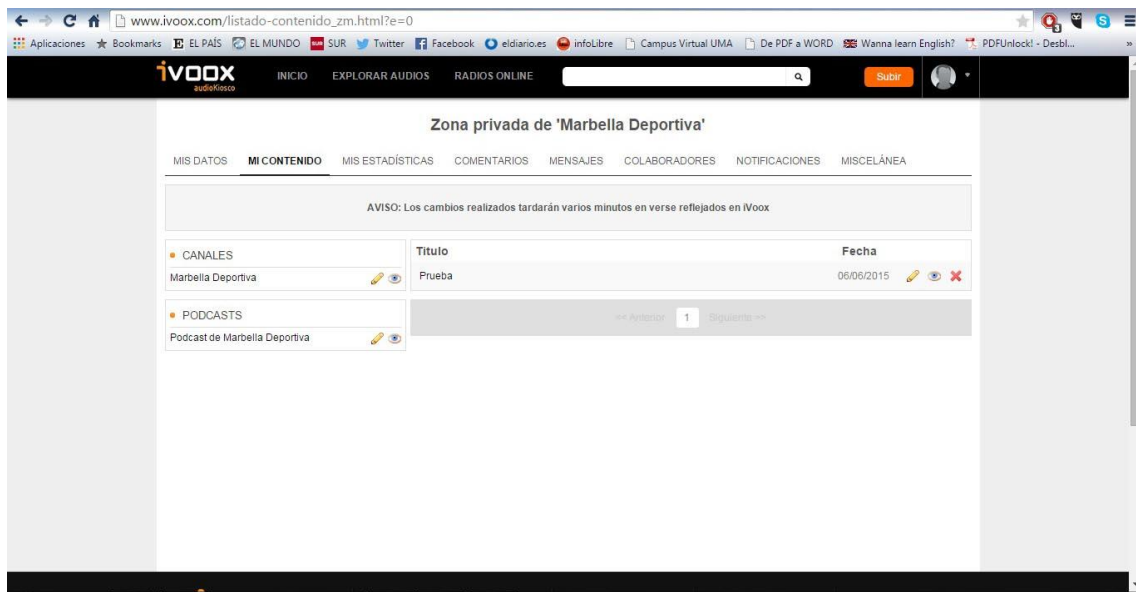 www.ivoox.com/listado-contenido_zm.html?e=0
Aplicaciones Bookmarks EL PAÍS EL MUNDO SUR Twitter Facebook eldiario.es infoLibre Campus Virtual UMA De PDF a WORD Wanna learn English? PDFUnlock! - Desbl... »
ivoox INICIO EXPLORAR AUDIOS RADIOS ONLINE Subir
audioKiosco
Zona privada de 'Marbella Deportiva'
MIS DATOS MI CONTENIDO MIS ESTADÍSTICAS COMENTARIOS MENSAJES COLABORADORES NOTIFICACIONES MISCELÁNEA
AVISO: Los cambios realizados tardarán varios minutos en verse reflejados en iVoox
CANALES
Marbella Deportiva
Titulo Fecha
Prueba 06/06/2015
PODCASTS
Podcast de Marbella Deportiva
<< Anterior 1 Siguiente >>